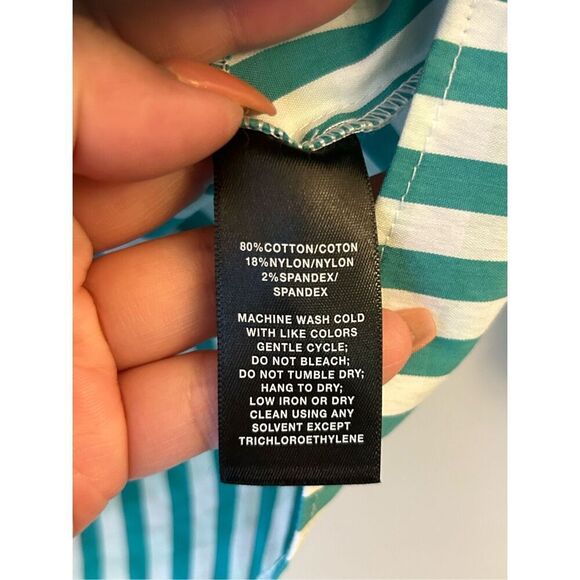 80%COTTON/COTON
18%NYLON/NYLON
2%SPANDEX/
SPANDEX
MACHINE WASH COLD
WITH LIKE COLORS
GENTLE CYCLE;
DO NOT BLEACH;
DO NOT TUMBLE DRY;
HANG TO DRY;
LOW IRON OR DRY
CLEAN USING ANY
SOLVENT EXCEPT
TRICHLOROETHYLENE